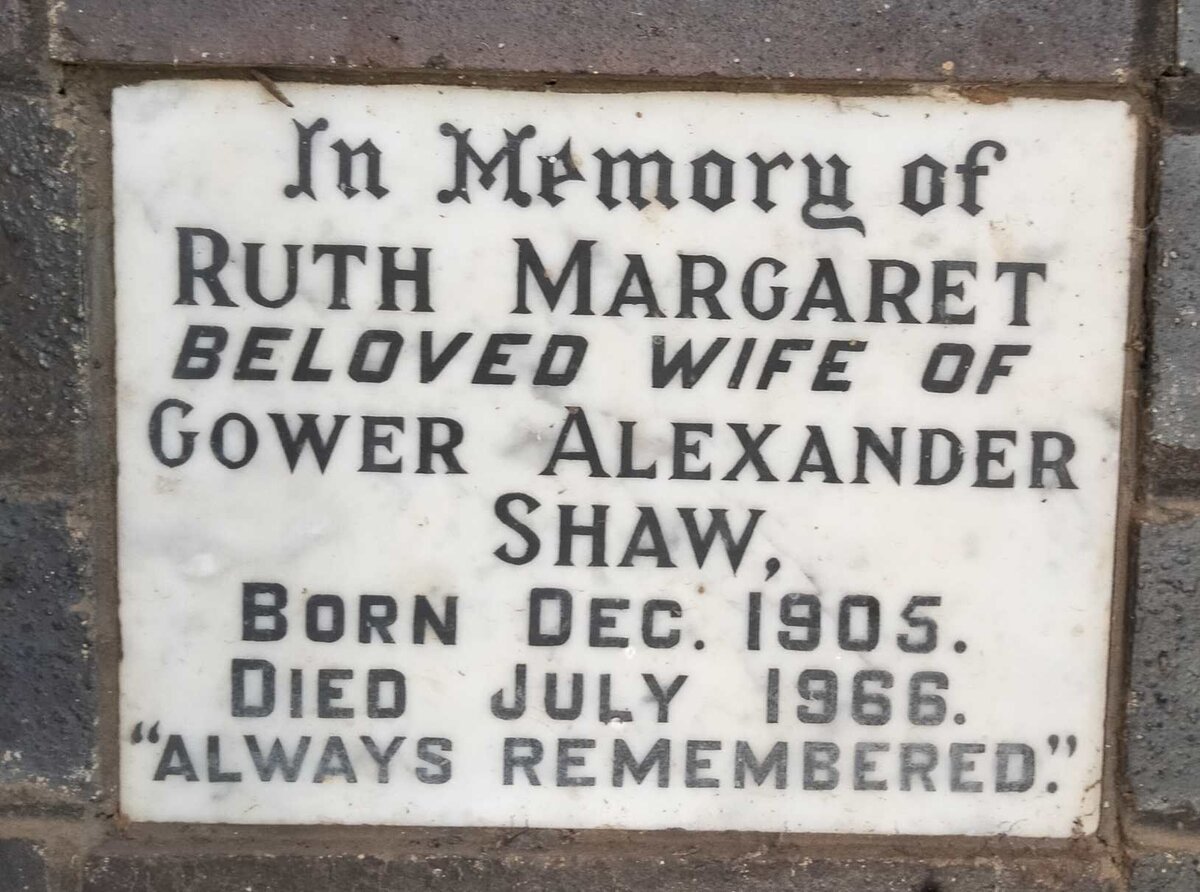 In Memory of
RUTH MARGARET
BELOVED WIFE OF
GOWER ALEXANDER
SHAW,
BORN DEC. 1905.
DIED JULY 1966.
“ALWAYS REMEMBERED.”